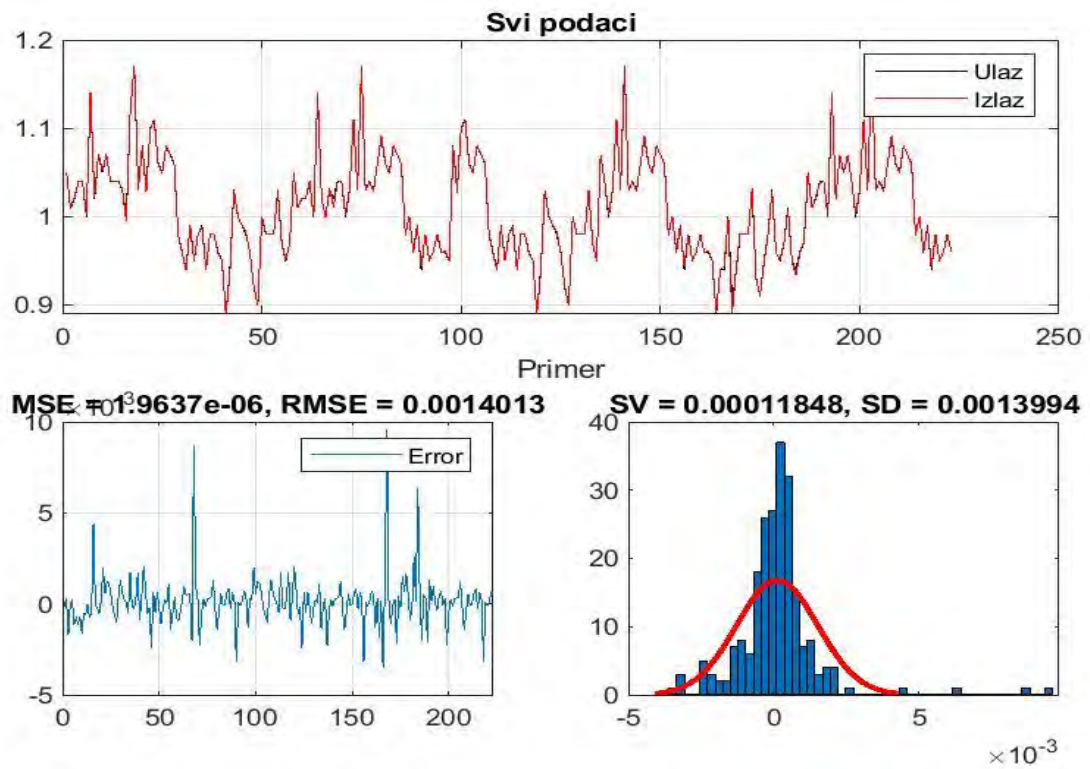 Svi podaci
1.2
1.1
1
0.9
Ulaz
Izlaz
0 50 100 150 200 250
Primer
MSE = 1.9637e-06, RMSE = 0.0014013
×10-3
10
5
0
-5
Error
0 50 100 150 200
SV = 0.00011848, SD = 0.0013994
40
30
20
10
0
-5 0 5
×10-3